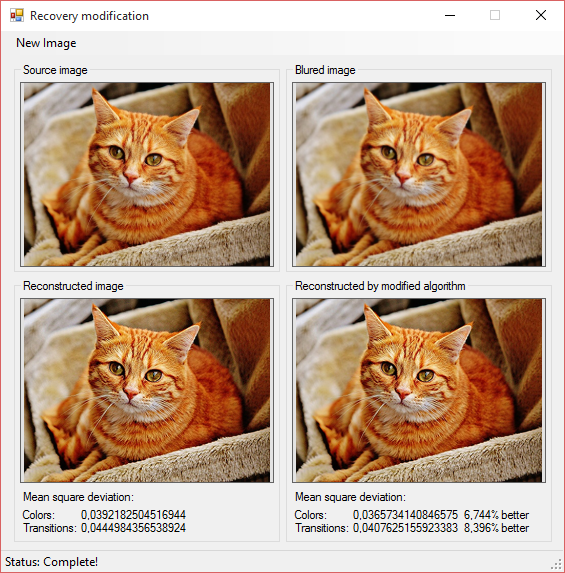 Recovery modification
New Image
Source image
Blured image
Reconstructed image
Reconstructed by modified algorithm
Mean square deviation:
Colors: 0,0392182504516944
Transitions: 0,0444984356538924
Mean square deviation:
Colors: 0,0365734140846575 6,744% better
Transitions: 0,0407625155923383 8,396% better
Status: Complete!